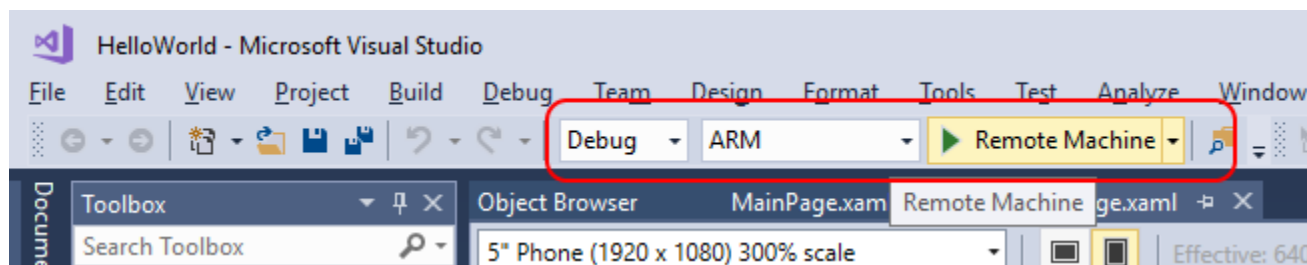 HelloWorld - Microsoft Visual Studio
File Edit View Project Build Debug Team Design Format Tools Test Analyze Window
Debug ARM Remote Machine
Toolbox Object Browser MainPage.xam Remote Machine ge.xaml
Search Toolbox 5" Phone (1920 x 1080) 300% scale Effective: 640
Docume